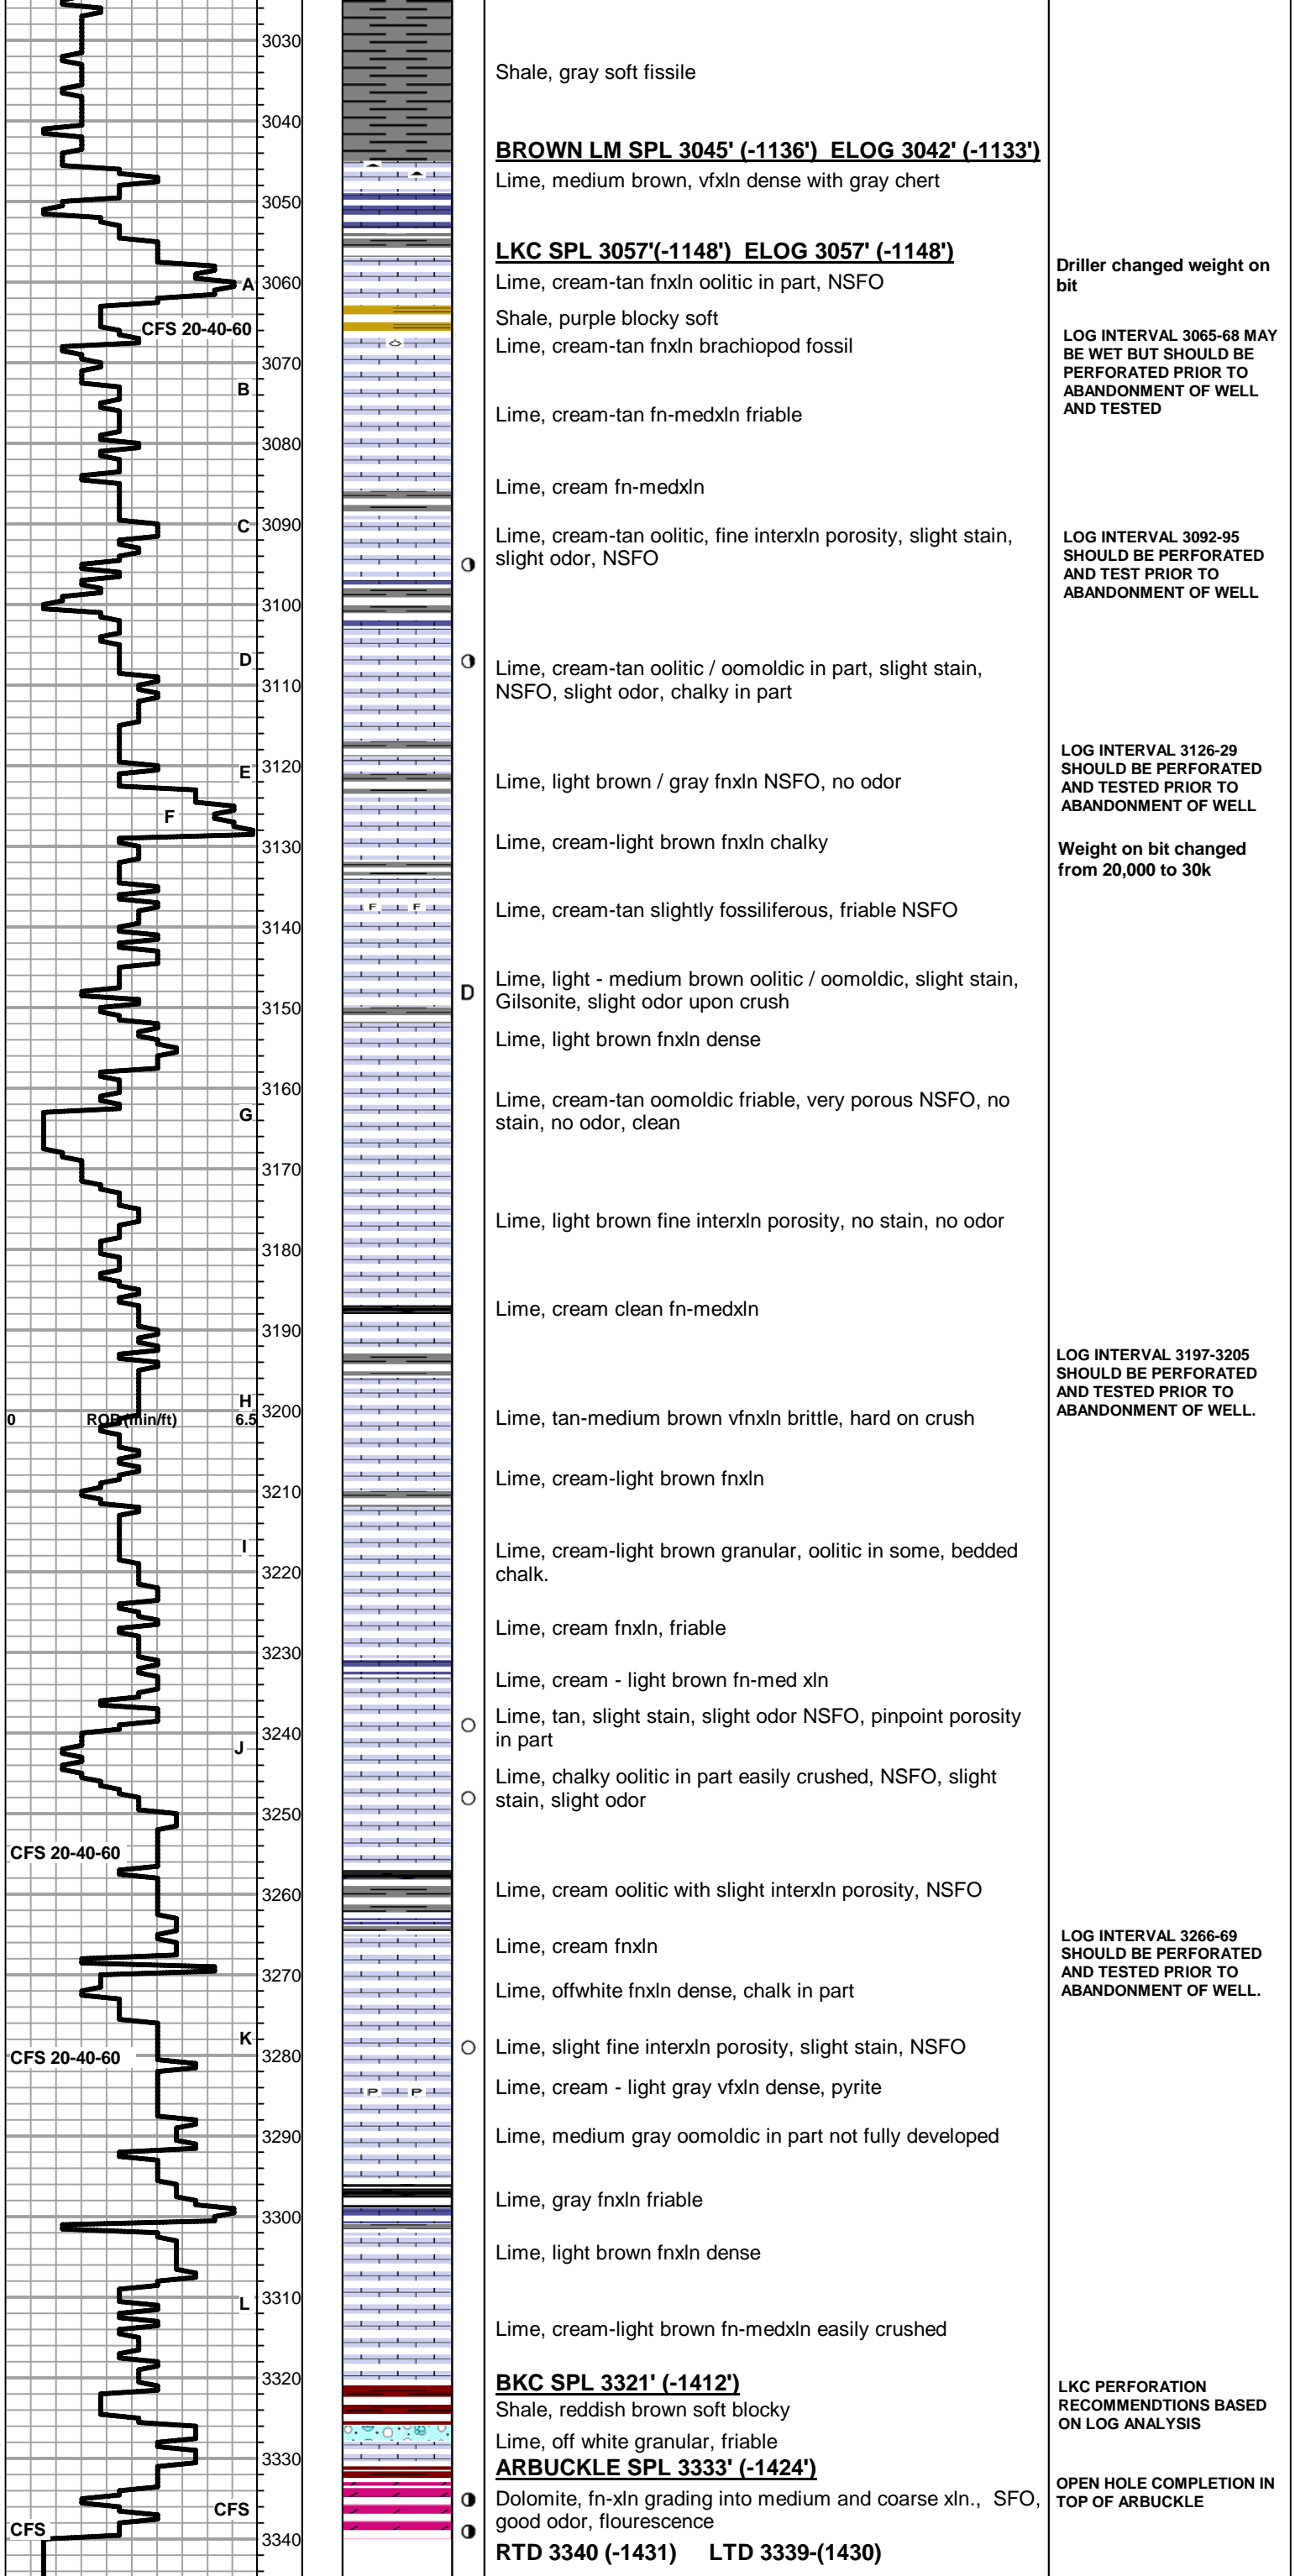 3030
Shale, gray soft fissile
3040
BROWN LM SPL 3045' (-1136') ELOG 3042' (-1133')
Lime, medium brown, vfxln dense with gray chert
3050
LKC SPL 3057'(-1148') ELOG 3057' (-1148')
Driller changed weight on
bit
A 3060
Lime, cream-tan fnxln oolitic in part, NSFO
Shale, purple blocky soft
CFS 20-40-60
LOG INTERVAL 3065-68 MAY
BE WET BUT SHOULD BE
PERFORATED PRIOR TO
ABANDONMENT OF WELL
AND TESTED
Lime, cream-tan fnxln brachiopod fossil
3070
B
Lime, cream-tan fn-medxln friable
3080
Lime, cream fn-medxln
C 3090
Lime, cream-tan oolitic, fine interxln porosity, slight stain,
slight odor, NSFO
LOG INTERVAL 3092-95
SHOULD BE PERFORATED
AND TEST PRIOR TO
ABANDONMENT OF WELL
3100
D
Lime, cream-tan oolitic / oomoldic in part, slight stain,
NSFO, slight odor, chalky in part
3110
LOG INTERVAL 3126-29
SHOULD BE PERFORATED
AND TESTED PRIOR TO
ABANDONMENT OF WELL
E 3120
Lime, light brown / gray fnxln NSFO, no odor
F
Lime, cream-light brown fnxln chalky
3130
Weight on bit changed
from 20,000 to 30k
F F
Lime, cream-tan slightly fossiliferous, friable NSFO
3140
D
Lime, light - medium brown oolitic / oomoldic, slight stain,
Gilsonite, slight odor upon crush
3150
Lime, light brown fnxln dense
3160
G
Lime, cream-tan oomoldic friable, very porous NSFO, no
stain, no odor, clean
3170
Lime, light brown fine interxln porosity, no stain, no odor
3180
Lime, cream clean fn-medxln
3190
LOG INTERVAL 3197-3205
SHOULD BE PERFORATED
AND TESTED PRIOR TO
ABANDONMENT OF WELL.
H
3200
0 ROP (min/ft) 6.5
Lime, tan-medium brown vfnxln brittle, hard on crush
Lime, cream-light brown fnxln
3210
I
Lime, cream-light brown granular, oolitic in some, bedded
chalk.
3220
Lime, cream fnxln, friable
3230
Lime, cream - light brown fn-med xln
Lime, tan, slight stain, slight odor NSFO, pinpoint porosity
in part
3240
J
Lime, chalky oolitic in part easily crushed, NSFO, slight
stain, slight odor
3250
CFS 20-40-60
3260
Lime, cream oolitic with slight interxln porosity, NSFO
LOG INTERVAL 3266-69
SHOULD BE PERFORATED
AND TESTED PRIOR TO
ABANDONMENT OF WELL.
Lime, cream fnxln
3270
Lime, offwhite fnxln dense, chalk in part
K
Lime, slight fine interxln porosity, slight stain, NSFO
CFS 20-40-60
3280
P P
Lime, cream - light gray vfxln dense, pyrite
3290
Lime, medium gray oomoldic in part not fully developed
Lime, gray fnxln friable
3300
Lime, light brown fnxln dense
3310
L
Lime, cream-light brown fn-medxln easily crushed
3320
BKC SPL 3321' (-1412')
LKC PERFORATION
RECOMMENDTIONS BASED
ON LOG ANALYSIS
Shale, reddish brown soft blocky
Lime, off white granular, friable
3330
ARBUCKLE SPL 3333' (-1424')
OPEN HOLE COMPLETION IN
TOP OF ARBUCKLE
Dolomite, fn-xln grading into medium and coarse xln., SFO,
good odor, flourescence
CFS
CFS
3340
RTD 3340 (-1431) LTD 3339-(1430)